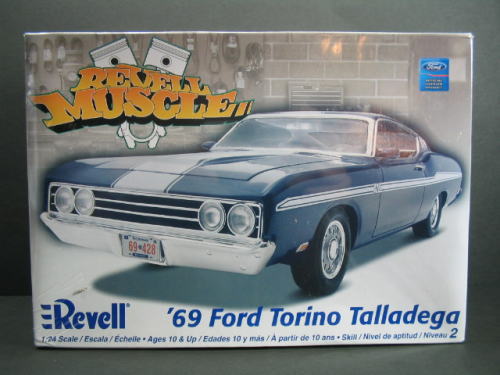 REVELL
MUSCLE
Ford
69•428
Revell
'69 Ford Torino Talladega
1/24 Scale / Escala / Échelle • Ages 10 & Up / Edades 10 y más / À partir de 10 ans • Skill / Nivel de aptitud / Niveau 2